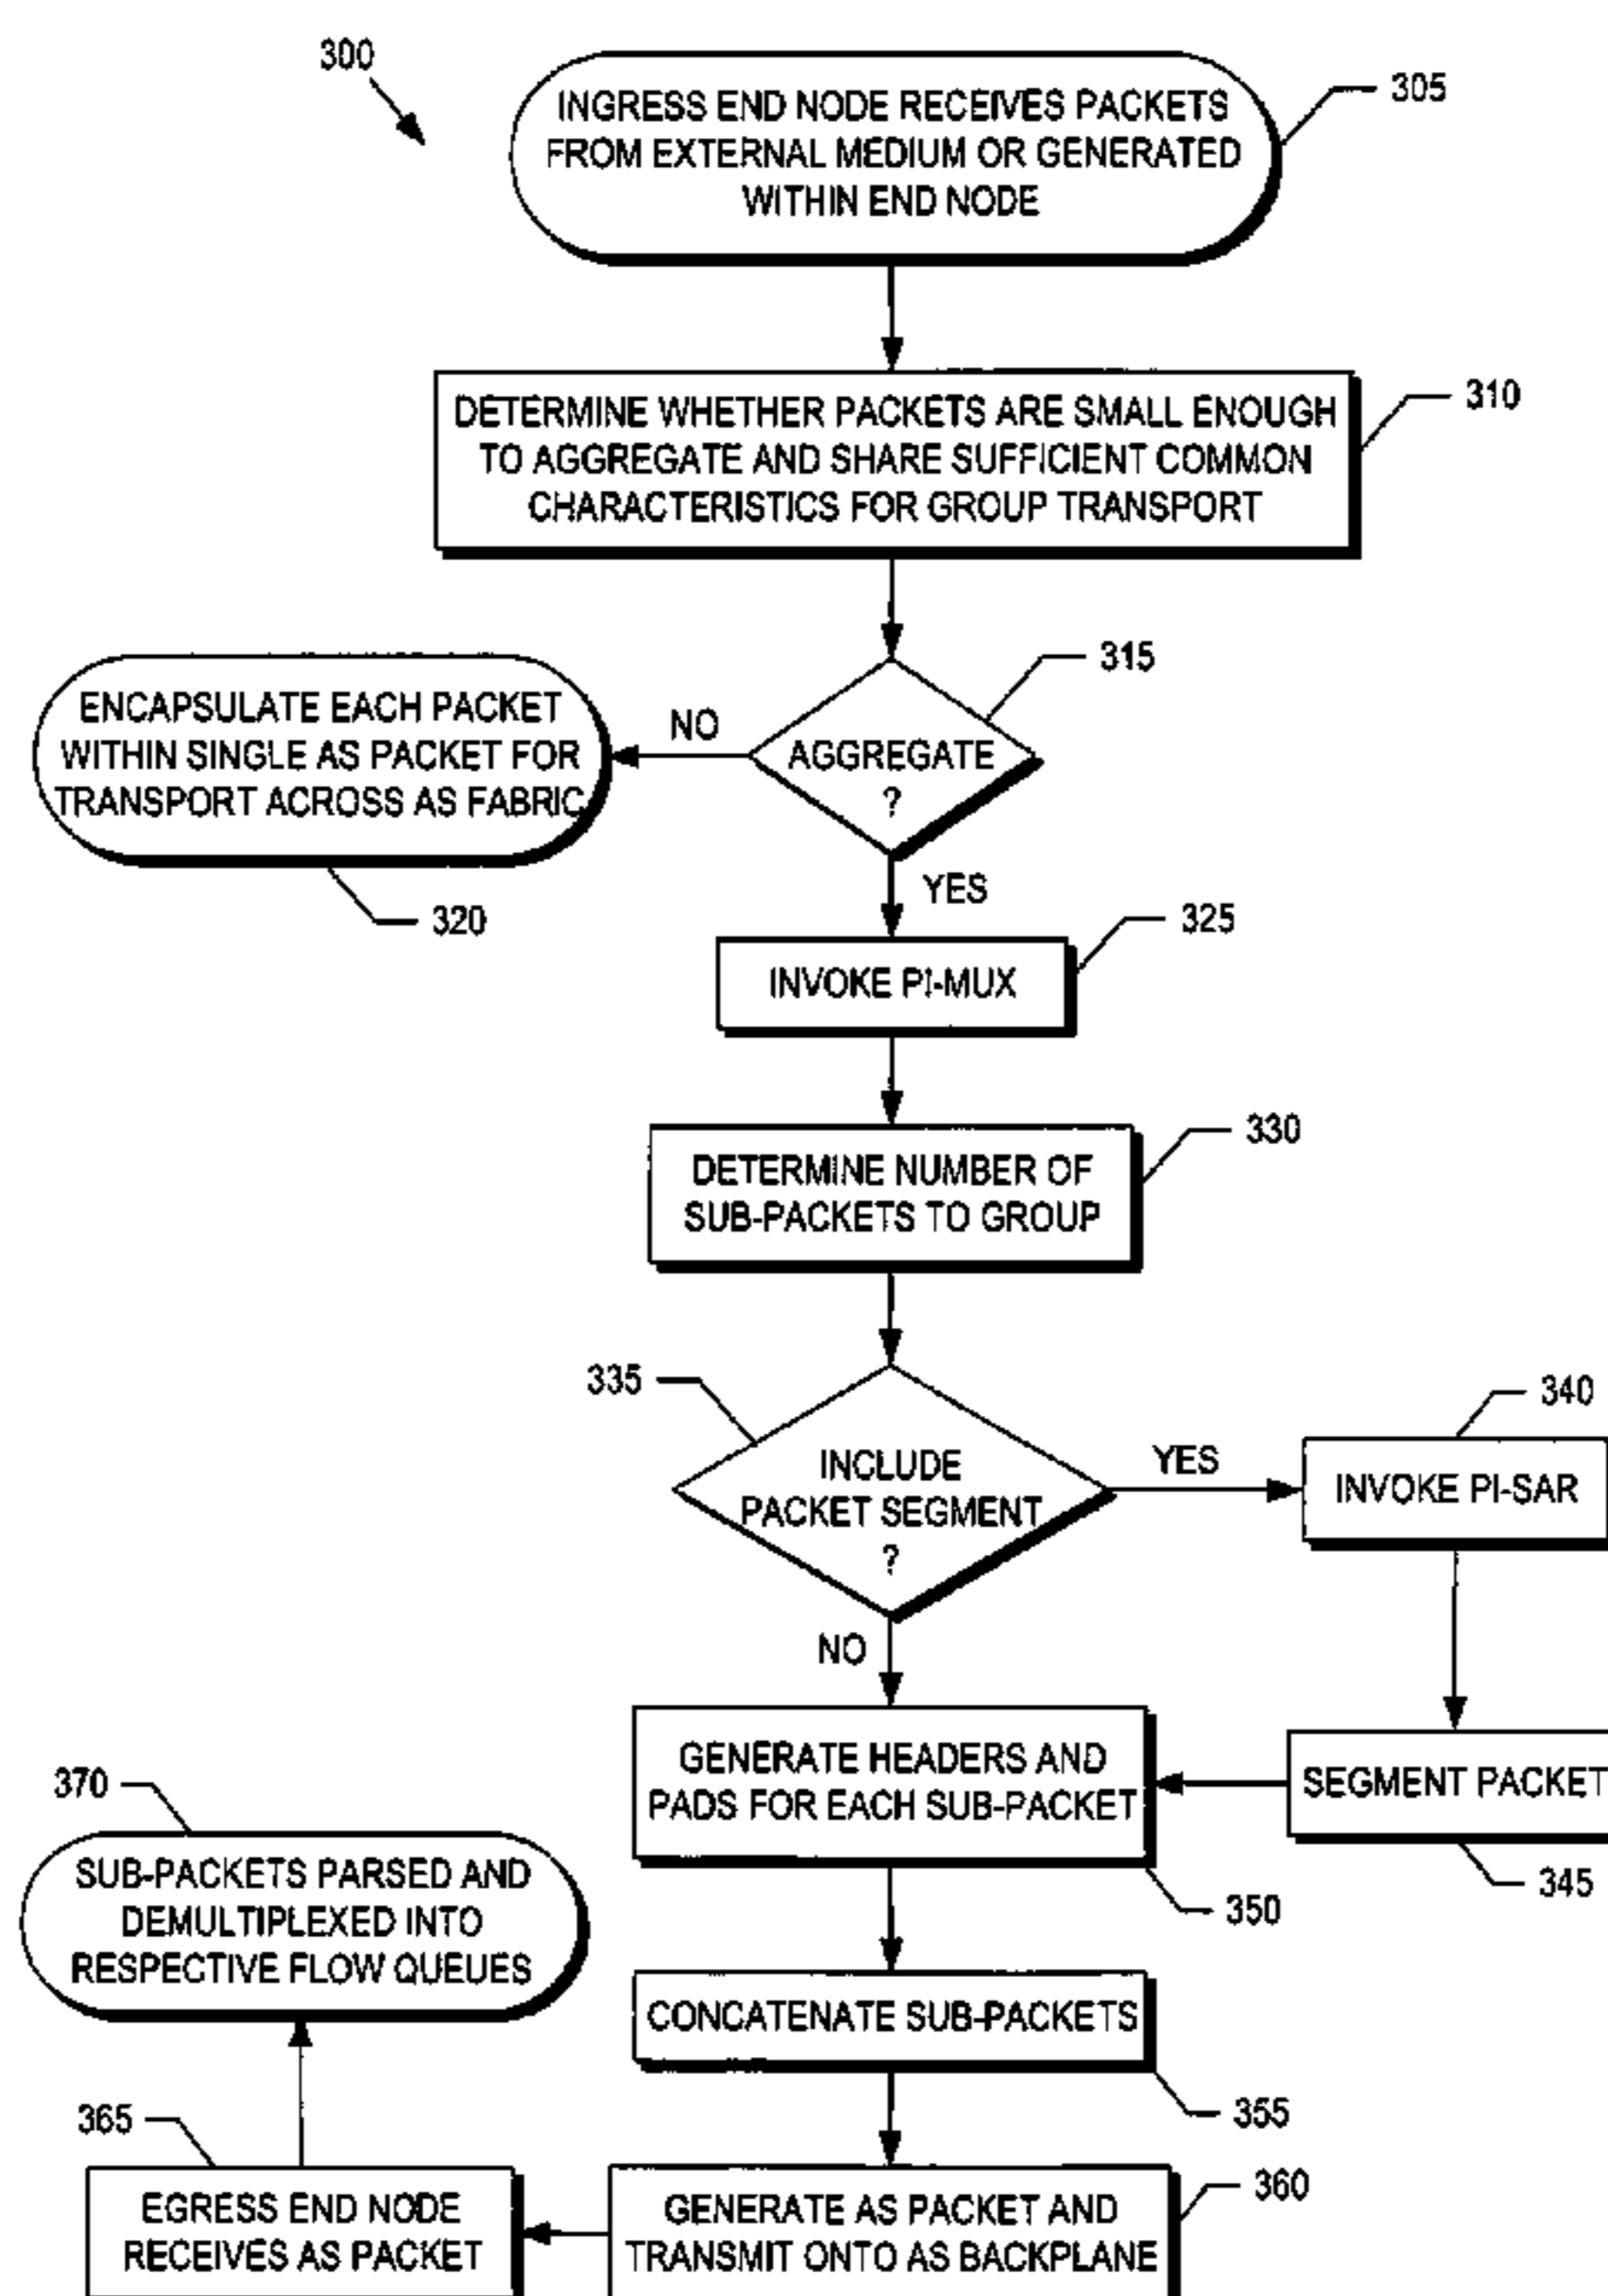 300
INGRESS END NODE RECEIVES PACKETS
FROM EXTERNAL MEDIUM OR GENERATED
WITHIN END NODE
305
DETERMINE WHETHER PACKETS ARE SMALL ENOUGH
TO AGGREGATE AND SHARE SUFFICIENT COMMON
CHARACTERISTICS FOR GROUP TRANSPORT
310
AGGREGATE
?
315
NO
ENCAPSULATE EACH PACKET
WITHIN SINGLE AS PACKET FOR
TRANSPORT ACROSS AS FABRIC
320
YES
INVOKE PI-MUX
325
DETERMINE NUMBER OF
SUB-PACKETS TO GROUP
330
335
INCLUDE
PACKET SEGMENT
?
YES
INVOKE PI-SAR
340
NO
SEGMENT PACKET
345
GENERATE HEADERS AND
PADS FOR EACH SUB-PACKET
350
CONCATENATE SUB-PACKETS
355
GENERATE AS PACKET AND
TRANSMIT ONTO AS BACKPLANE
360
365
EGRESS END NODE
RECEIVES AS PACKET
370
SUB-PACKETS PARSED AND
DEMULTIPLEXED INTO
RESPECTIVE FLOW QUEUES